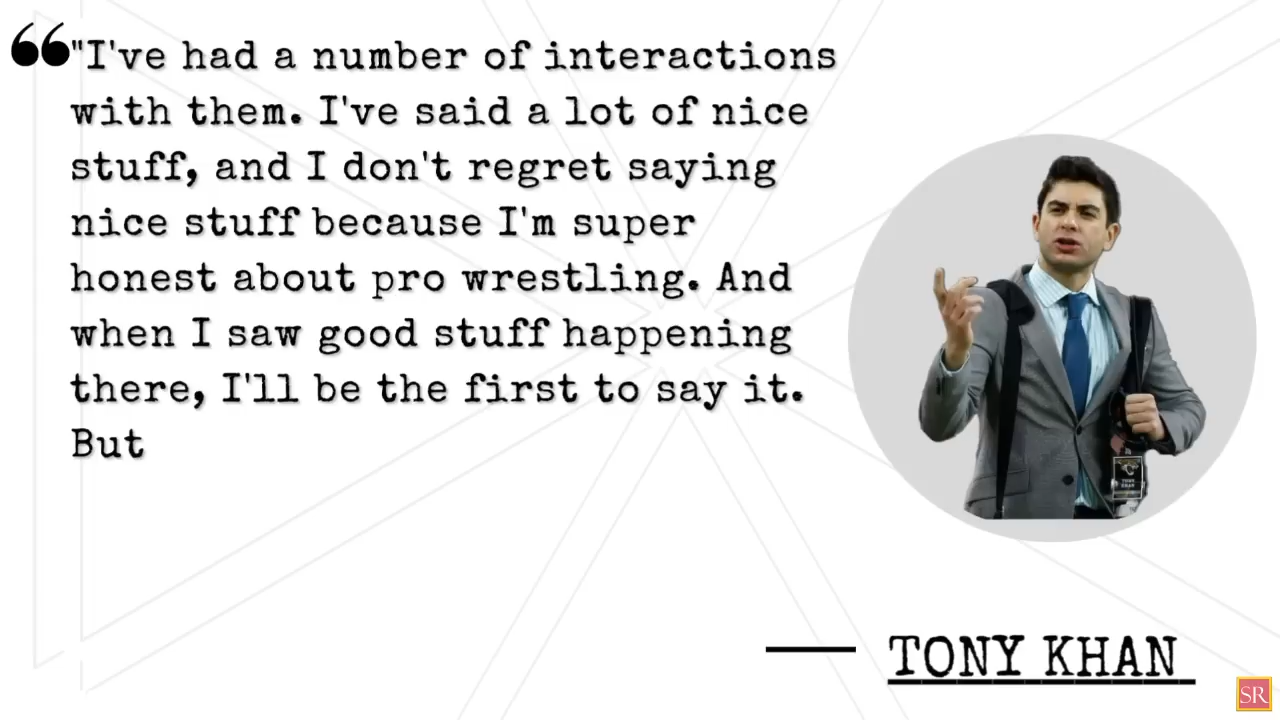 "I've had a number of interactions
with them. I've said a lot of nice
stuff, and I don't regret saying
nice stuff because I'm super
honest about pro wrestling. And
when I saw good stuff happening
there, I'll be the first to say it.
But
TONY KHAN
TONY
KHAN
SR